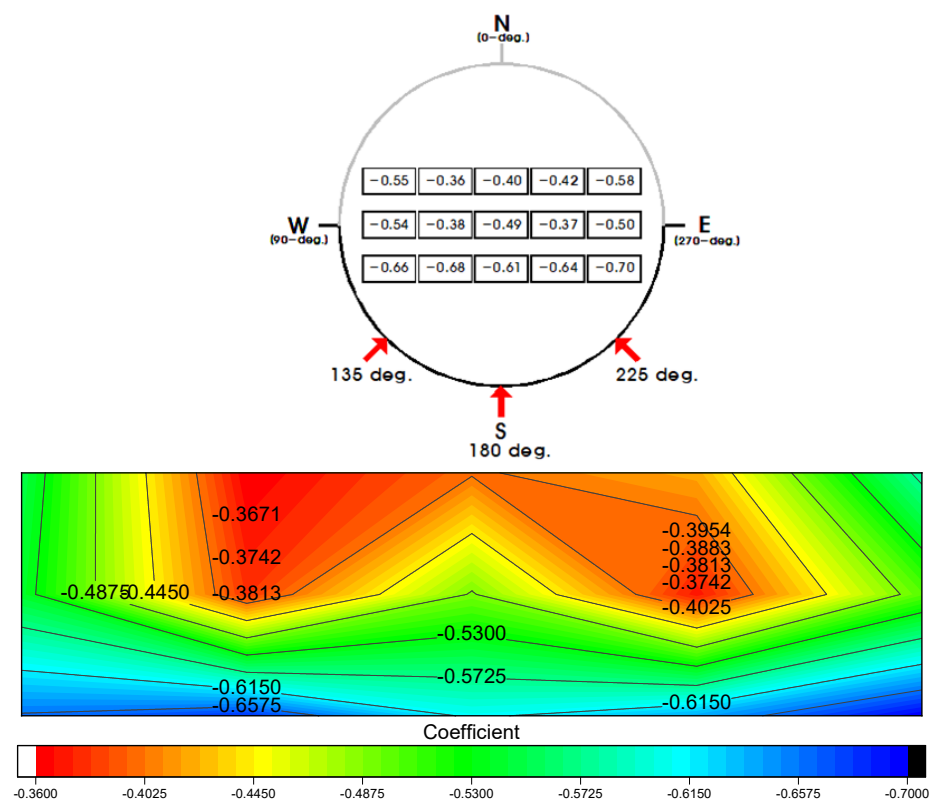 N
(0-deg.)
-0.55 -0.36 -0.40 -0.42 -0.58
W -0.54 -0.38 -0.49 -0.37 -0.50 E
(90-deg.) (270-deg.)
-0.66 -0.68 -0.61 -0.64 -0.70
135 deg. 225 deg.
S
180 deg.
-0.3671
-0.3954
-0.3883
-0.3742 -0.3813
-0.3742
-0.4875 -0.4450 -0.3813
-0.4025
-0.5300
-0.5725
-0.6150
-0.6575 -0.6150
Coefficient
-0.3600 -0.4025 -0.4450 -0.4875 -0.5300 -0.5725 -0.6150 -0.6575 -0.7000